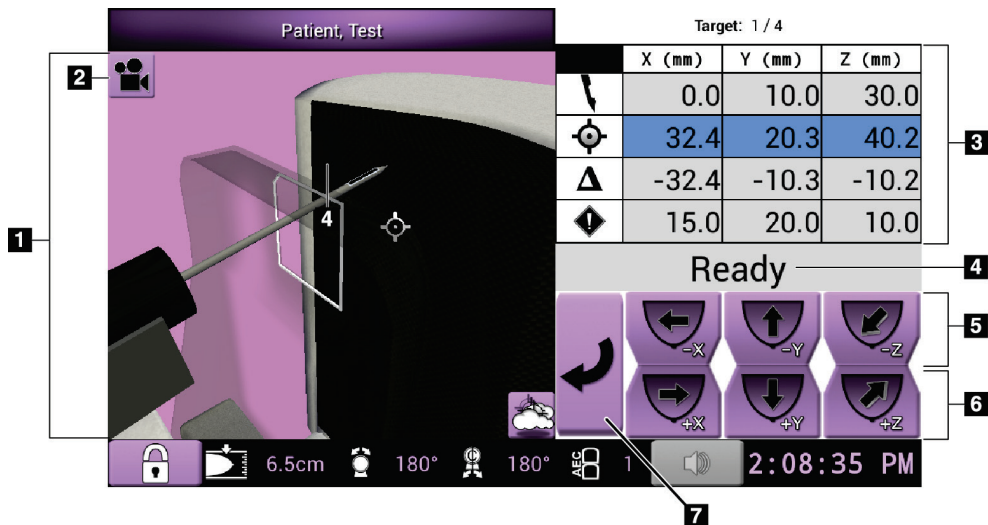 Patient, Test
Target: 1 / 4
X (mm) Y (mm) Z (mm)
0.0 10.0 30.0
32.4 20.3 40.2
Δ -32.4 -10.3 -10.2
! 15.0 20.0 10.0
4
Ready
-X -Y -Z
+X +Y +Z
6.5cm 180° C 180° AEC 1 2:08:35 PM
1
2
3
4
5
6
7